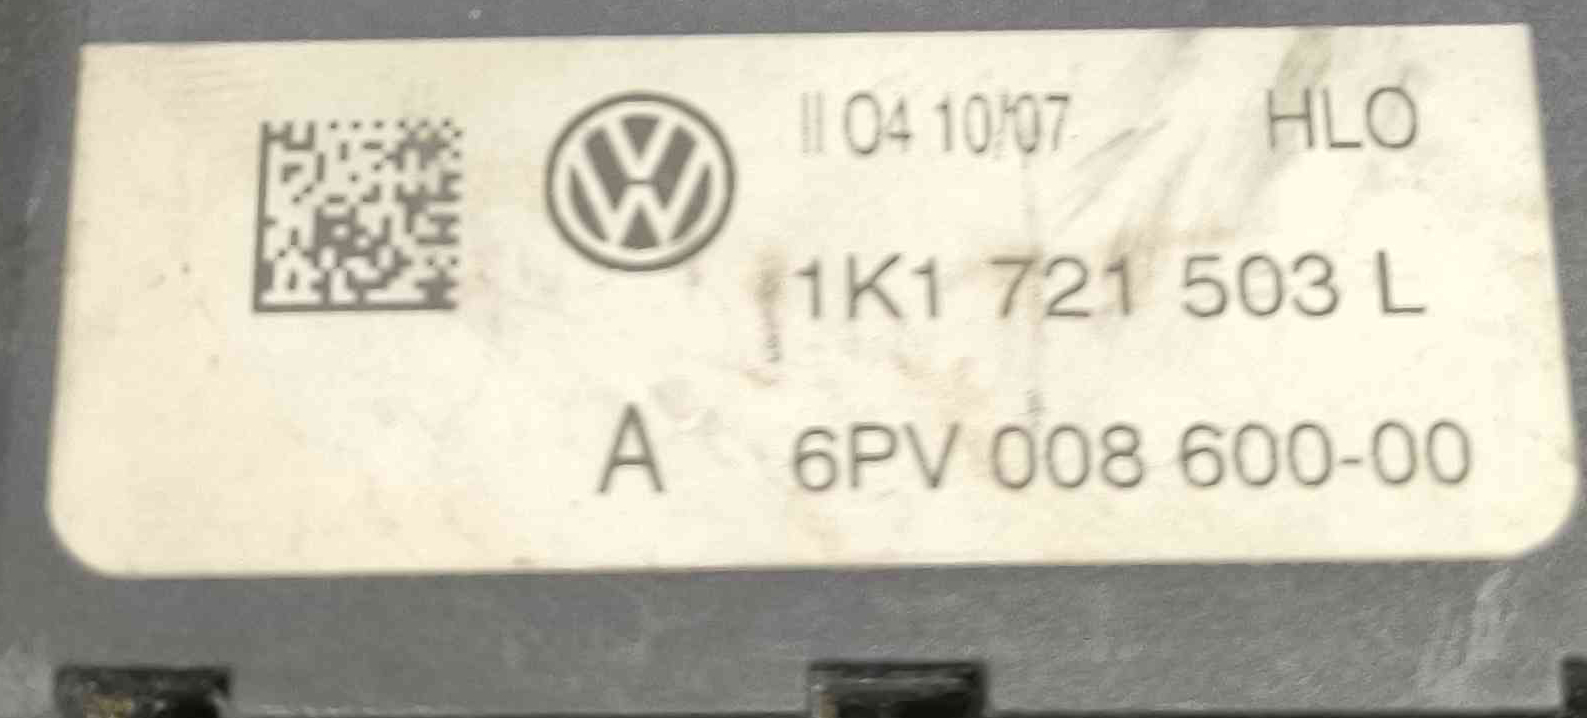 II 04 10/07 HLO
1K1 721 503 L
A 6PV 008 600-00